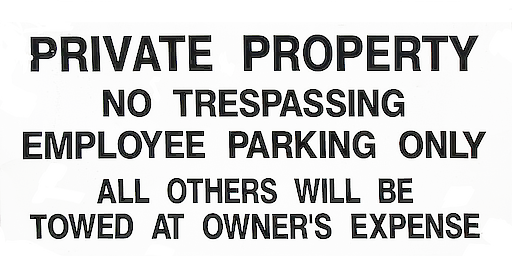 PRIVATE PROPERTY
NO TRESPASSING
EMPLOYEE PARKING ONLY
ALL OTHERS WILL BE
TOWED AT OWNER'S EXPENSE